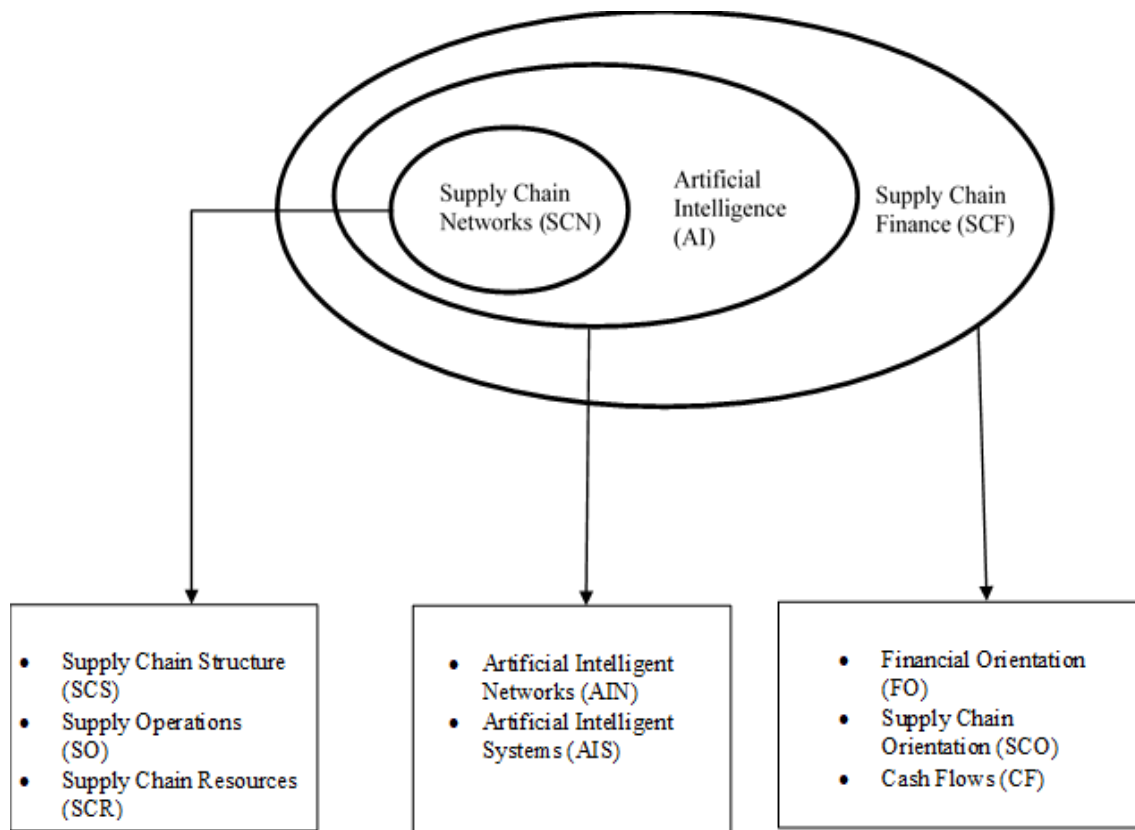 Supply Chain
Networks (SCN)
Artificial
Intelligence
(AI)
Supply Chain
Finance (SCF)
• Supply Chain Structure
(SCS)
• Supply Operations
(SO)
• Supply Chain Resources
(SCR)
• Artificial Intelligent
Networks (AIN)
• Artificial Intelligent
Systems (AIS)
• Financial Orientation
(FO)
• Supply Chain
Orientation (SCO)
• Cash Flows (CF)